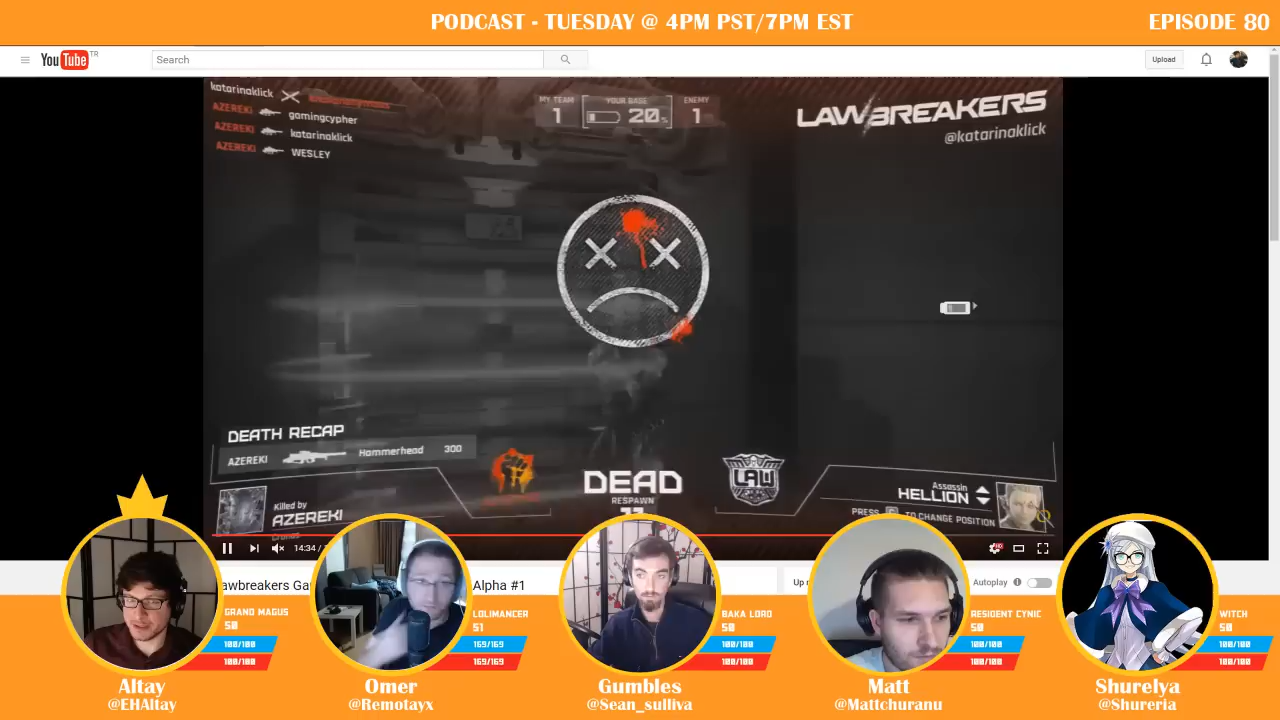 PODCAST - TUESDAY @ 4PM PST/7PM EST
EPISODE 80
YouTube TR
Search
Upload
katarinaklick
AZEREKI gamingcypher
AZEREKI katarinaklick
AZEREKI WESLEY
MY TEAM
1
YOUR BASE
20%
ENEMY
1
LAWBREAKERS
@katarinaklick
DEATH RECAP
AZEREKI Hammerhead 300
Killed by
AZEREKI
DEAD
RESPAWN
LAW
Assassin
HELLION
PRESS TO CHANGE POSITION
14:34 /
HD
Alpha #1
Autoplay
GRAND MAGUS
50
100/100
100/100
Altay
@EHAltay
LOLIMANCER
51
169/169
169/169
Omer
@Remotayx
BAKA LORD
50
100/100
100/100
Gumbles
@Sean_sulliva
RESIDENT CYNIC
50
100/100
100/100
Matt
@Mattchuranu
WITCH
50
100/100
100/100
Shurelya
@Shureria